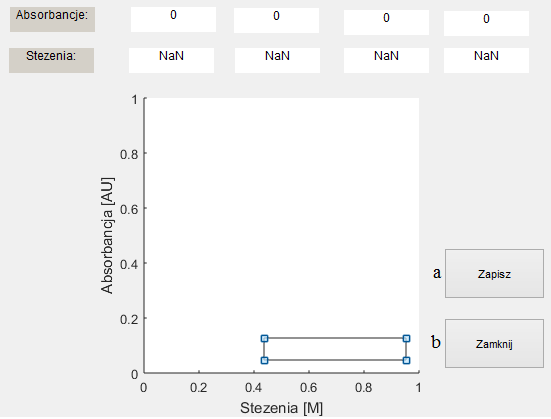 Absorbancje: 0 0 0 0
Stezenia: NaN NaN NaN NaN
1
0.8
0.6
0.4
0.2
0
Absorbancja [AU]
0 0.2 0.4 0.6 0.8 1
Stezenia [M]
a Zapisz
b Zamknij